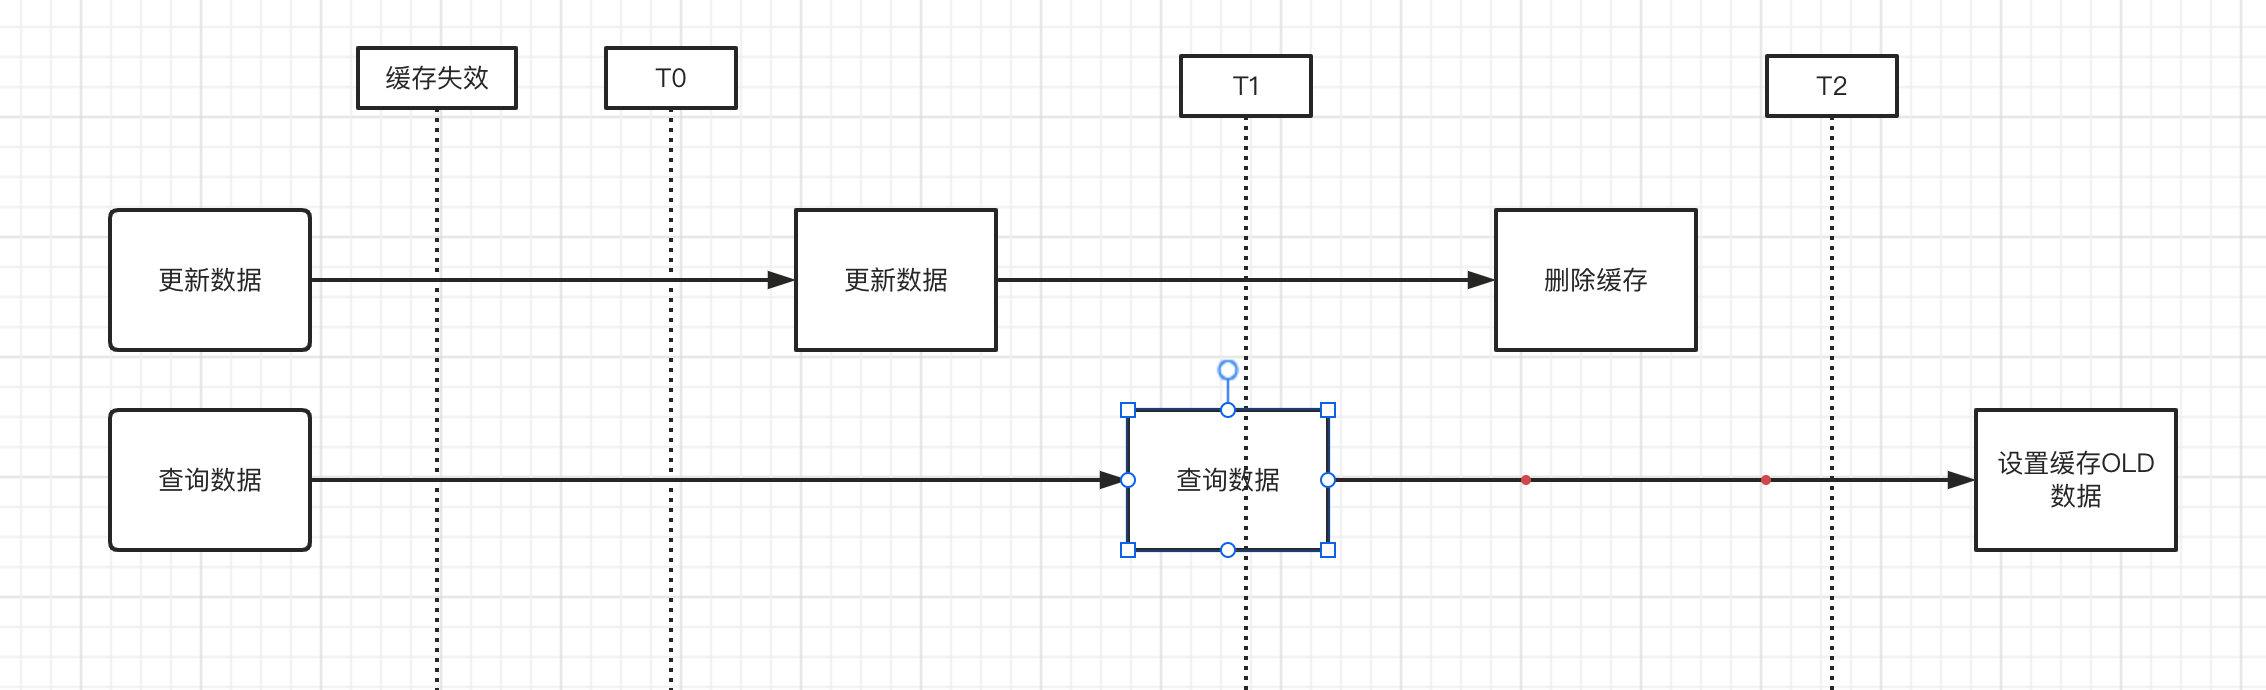 缓存失效
T0
T1
T2
更新数据
更新数据
删除缓存
查询数据
查询数据
设置缓存OLD
数据